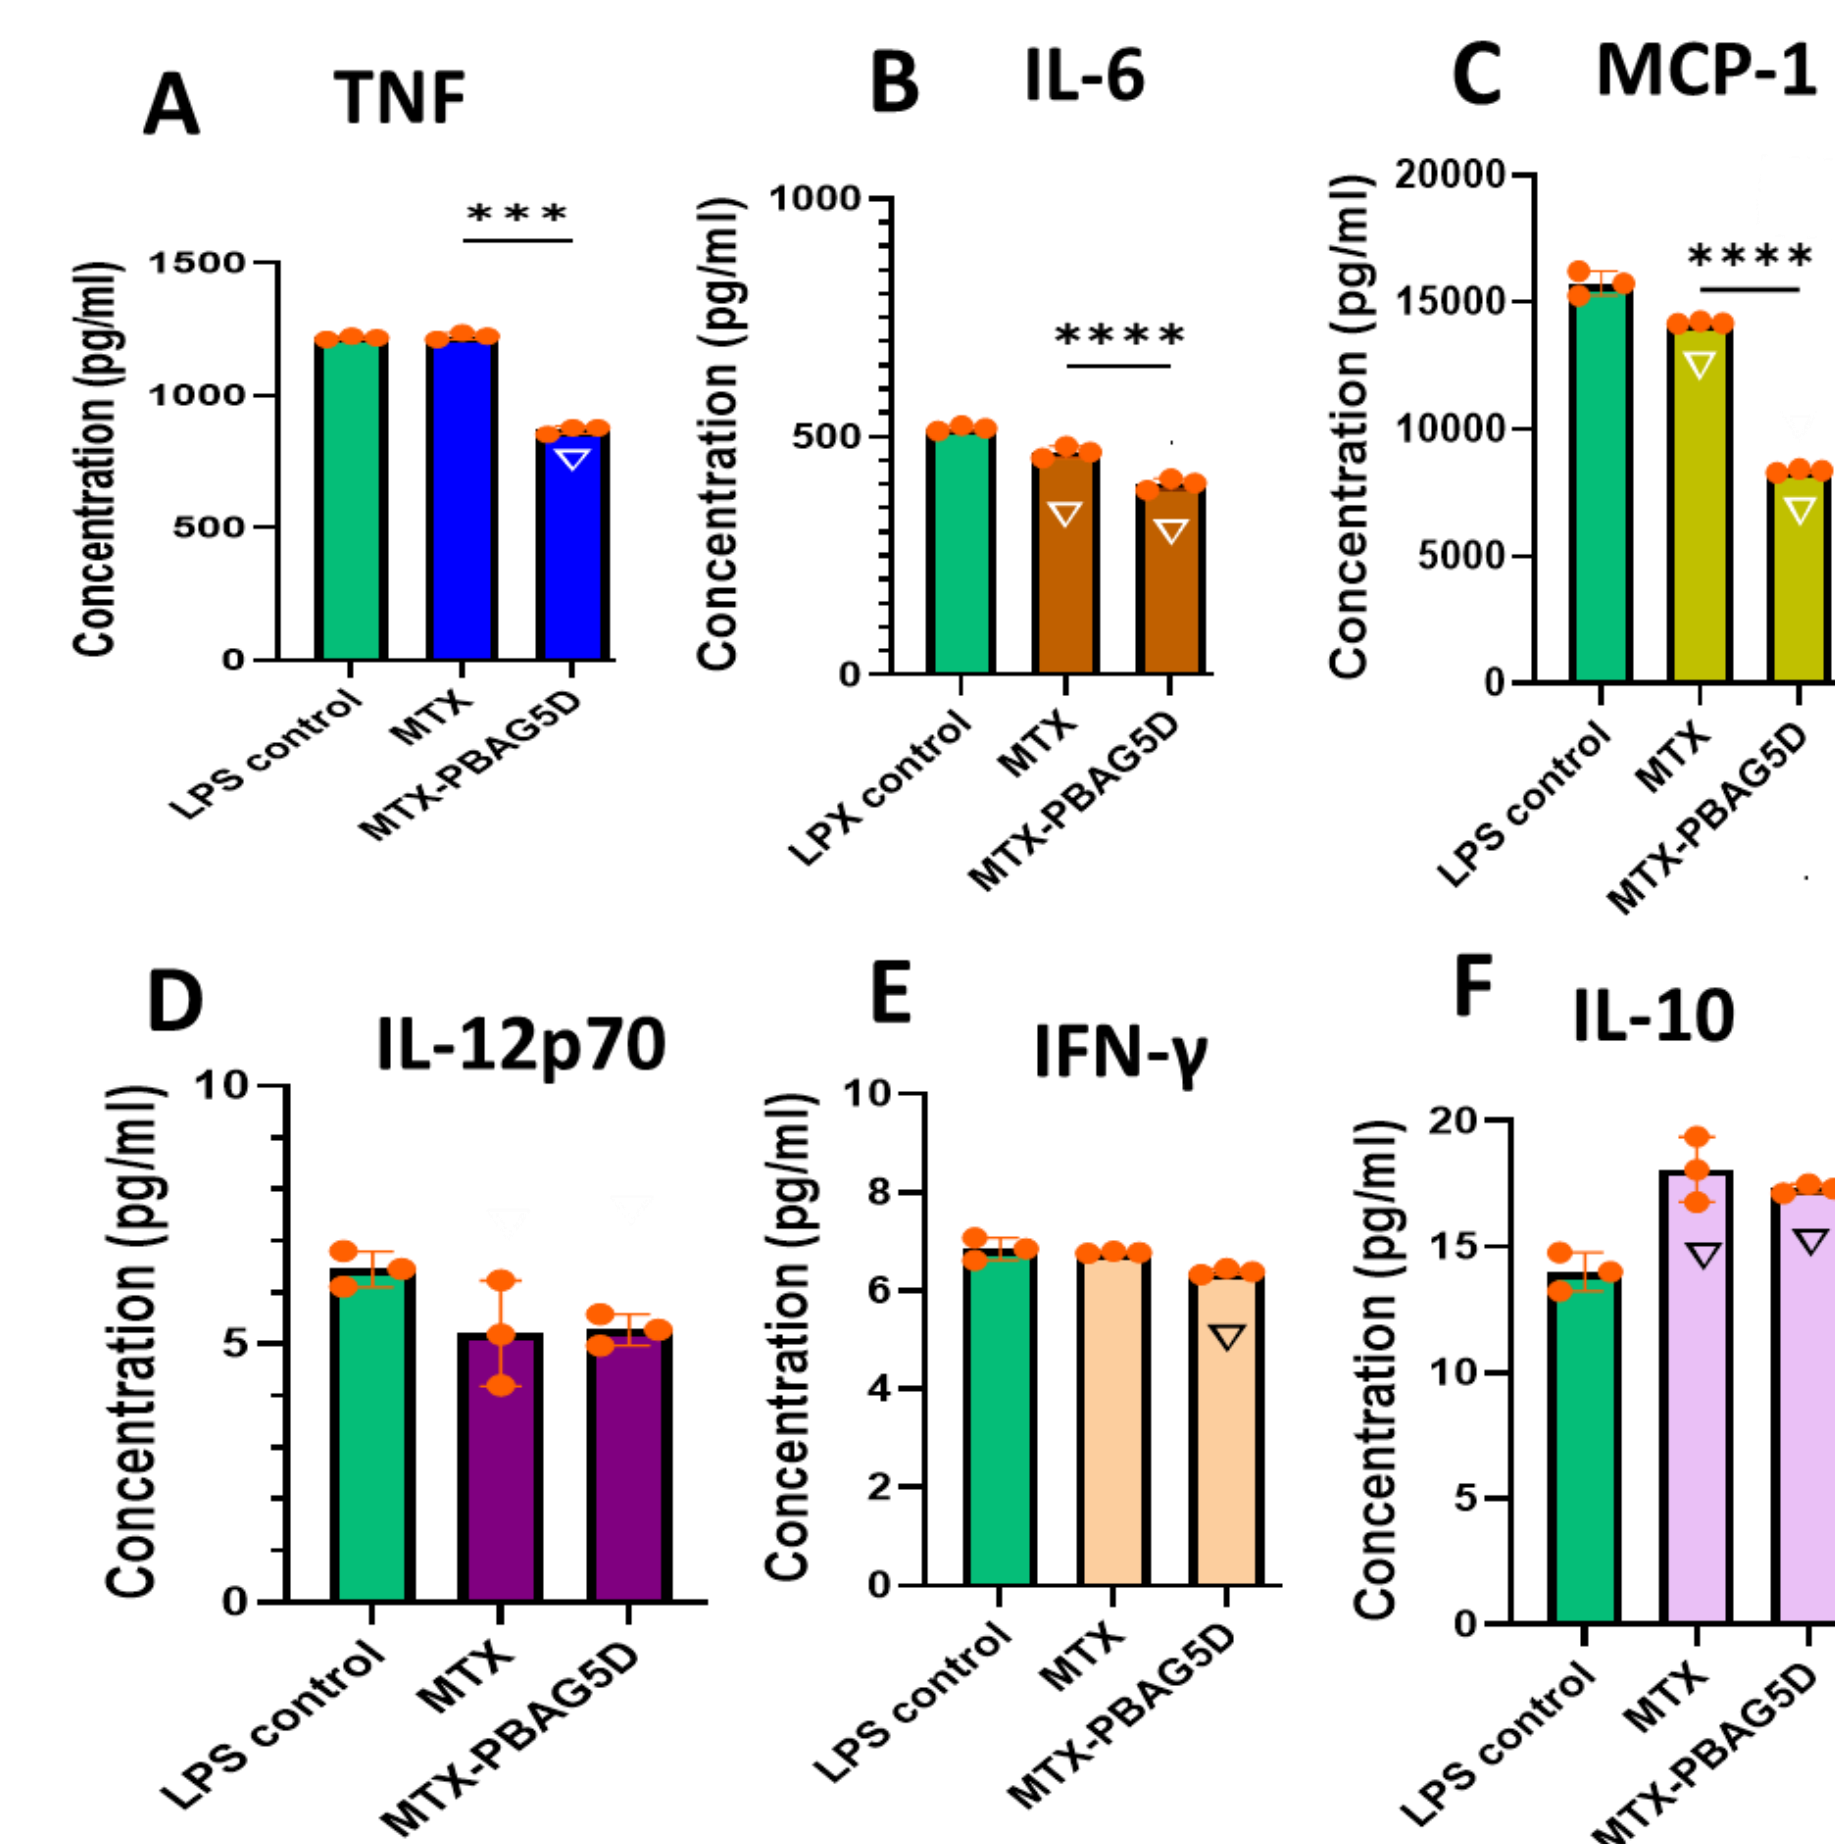 A TNF
***
Concentration (pg/ml)
1500
1000
500
0
LPS control
MTX
MTX-PBAG5D
B IL-6
****
Concentration (pg/ml)
1000
500
0
LPX control
MTX
MTX-PBAG5D
C MCP-1
****
Concentration (pg/ml)
20000
15000
10000
5000
0
LPS control
MTX
MTX-PBAG5D
D IL-12p70
Concentration (pg/ml)
10
5
0
LPS control
MTX
MTX-PBAG5D
E IFN-γ
Concentration (pg/ml)
10
8
6
4
2
0
LPS control
MTX
MTX-PBAG5D
F IL-10
Concentration (pg/ml)
20
15
10
5
0
LPS control
MTX
MTX-PBAG5D